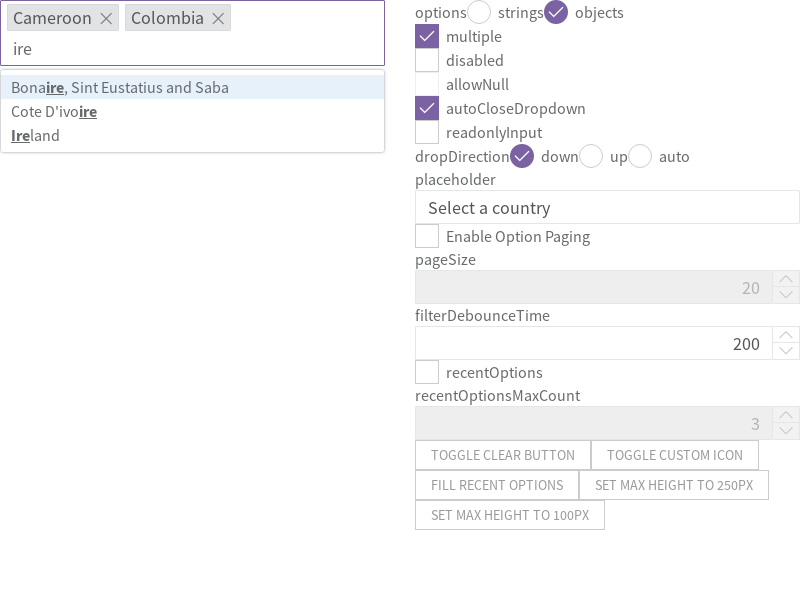 Cameroon Colombia
ire
Bonaire, Sint Eustatius and Saba
Cote D'ivoire
Ireland
options strings objects
multiple
disabled
allowNull
autoCloseDropdown
readonlyInput
dropDirection down up auto
placeholder
Select a country
Enable Option Paging
pageSize
20
filterDebounceTime
200
recentOptions
recentOptionsMaxCount
3
TOGGLE CLEAR BUTTON TOGGLE CUSTOM ICON
FILL RECENT OPTIONS SET MAX HEIGHT TO 250PX
SET MAX HEIGHT TO 100PX